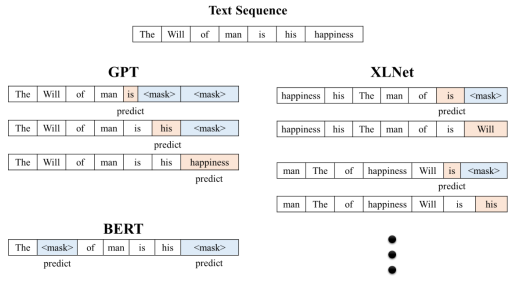 Text Sequence
The Will of man is his happiness
GPT
The Will of man is <mask> <mask>
predict
The Will of man is his <mask>
predict
The Will of man is his happiness
predict
BERT
The <mask> of man is his <mask>
predict predict
XLNet
happiness his The man of is <mask>
predict
happiness his The man of is Will
man The of happiness Will is <mask>
predict
man The of happiness Will is his